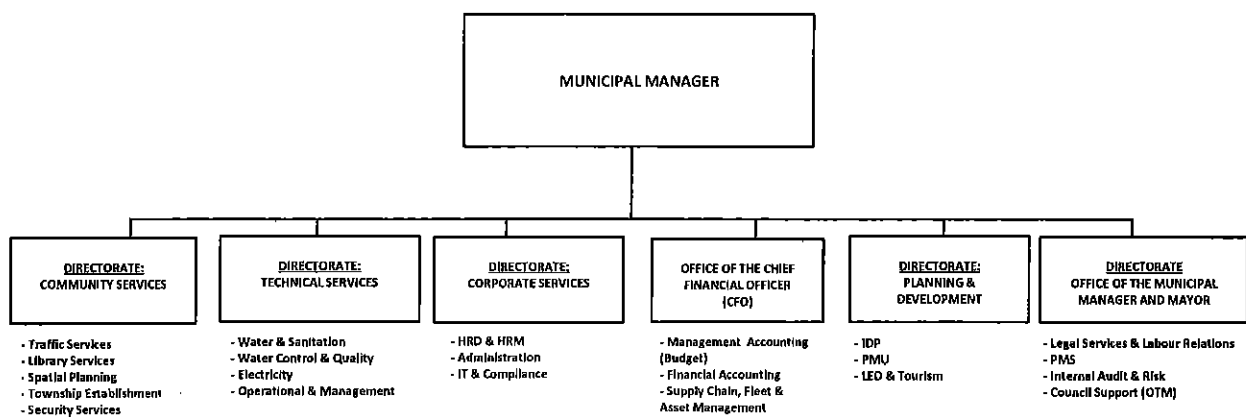 MUNICIPAL MANAGER
DIRECTORATE:
COMMUNITY SERVICES
- Traffic Services
- Library Services
- Spatial Planning
- Township Establishment
- Security Services
DIRECTORATE:
TECHNICAL SERVICES
- Water & Sanitation
- Water Control & Quality
- Electricity
- Operational & Management
DIRECTORATE:
CORPORATE SERVICES
- HRD & HRM
- Administration
- IT & Compliance
OFFICE OF THE CHIEF
FINANCIAL OFFICER
(CFO)
- Management Accounting
(Budget)
- Financial Accounting
- Supply Chain, Fleet &
Asset Management
DIRECTORATE:
PLANNING &
DEVELOPMENT
- IDP
- PMU
- LED & Tourism
DIRECTORATE
OFFICE OF THE MUNICIPAL
MANAGER AND MAYOR
- Legal Services & Labour Relations
- PMS
- Internal Audit & Risk
- Council Support (OTM)